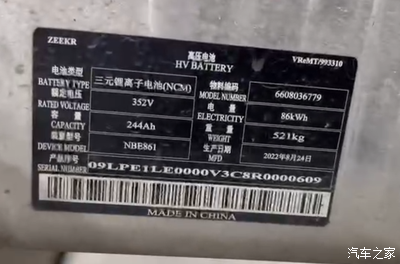 ZEEKR
VReMT/993310
高压电池
HV BATTERY
电池类型
BATTERY TYPE
三元锂离子电池(NCM)
物料编码
MODEL NUMBER
6608036779
额定电压
RATED VOLTAGE
352V
电 量
ELECTRICITY
86kWh
容 量
CAPACITY
244Ah
重 量
521kg
装置型号
DEVICE MODEL
NBE861
生产日期
MFD
2022年8月24日
产品序号
SERIAL NUMBER
09LPE1LE0000V3C8R0000609
MADE IN CHINA
汽车之家